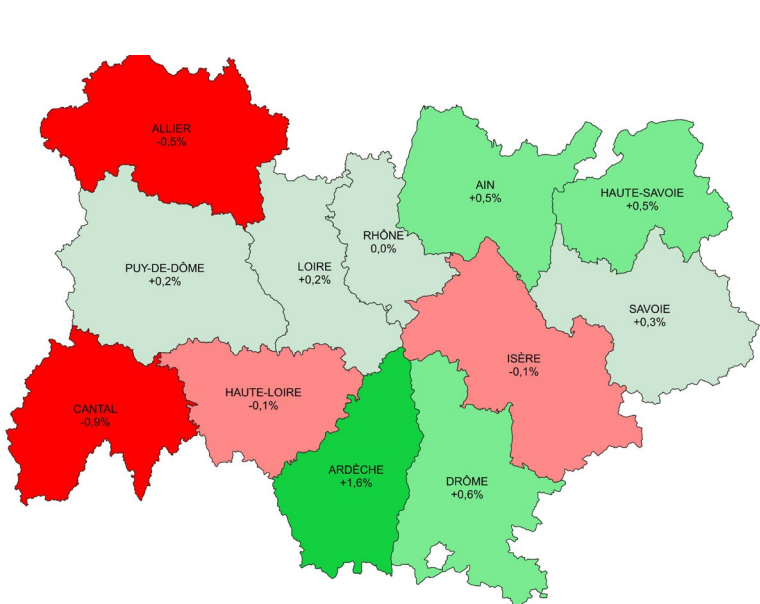 ALLIER
-0,5%
AIN
+0,5%
HAUTE-SAVOIE
+0,5%
RHÔNE
0,0%
PUY-DE-DÔME
+0,2%
LOIRE
+0,2%
SAVOIE
+0,3%
ISÈRE
-0,1%
HAUTE-LOIRE
-0,1%
CANTAL
-0,9%
ARDÈCHE
+1,6%
DRÔME
+0,6%